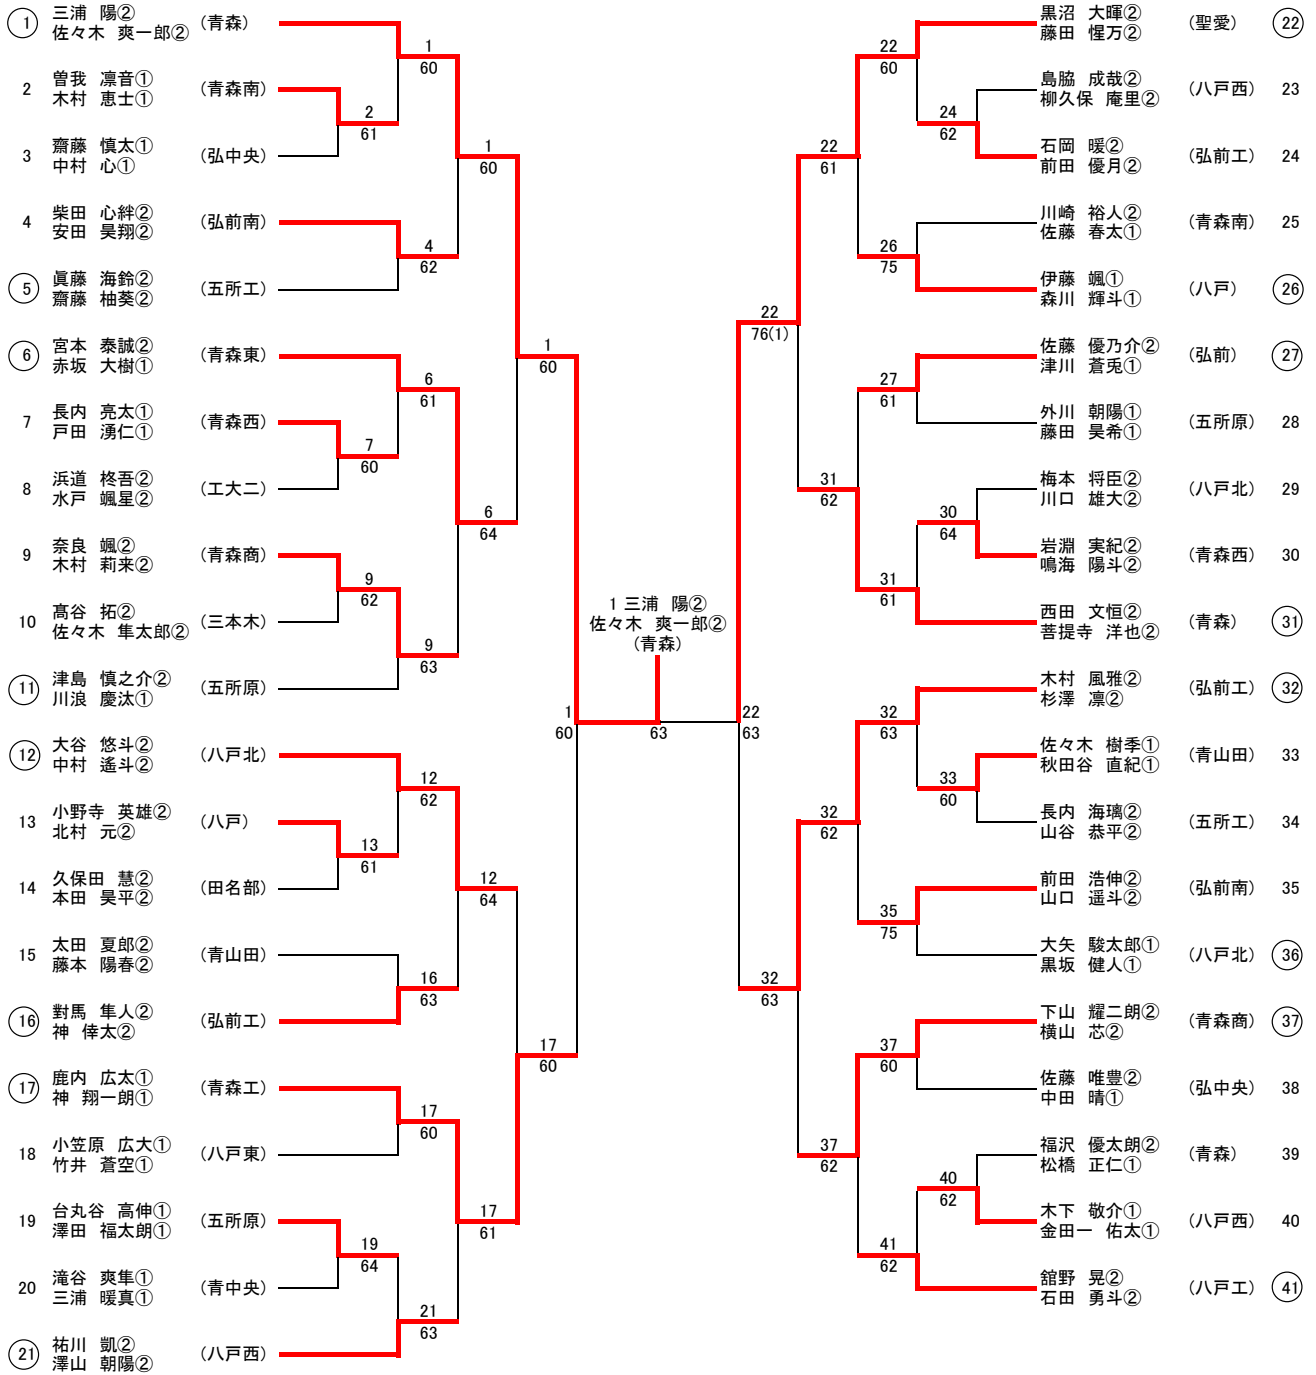 1 三浦 陽② (青森)
佐々木 爽一郎②
2 曽我 凛音① (青森南)
木村 恵士①
3 齋藤 慎太① (弘中央)
中村 心①
4 柴田 心絆② (弘前南)
安田 昊翔②
5 眞藤 海鈴② (五所工)
齋藤 柚葵②
6 宮本 泰誠② (青森東)
赤坂 大樹①
7 長内 亮太① (青森西)
戸田 湧仁①
8 浜道 柊吾② (工大二)
水戸 颯星②
9 奈良 颯② (青森商)
木村 莉来②
10 髙谷 拓② (三本木)
佐々木 隼太郎②
11 津島 慎之介② (五所原)
川浪 慶汰①
12 大谷 悠斗② (八戸北)
中村 遙斗②
13 小野寺 英雄② (八戸)
北村 元②
14 久保田 慧② (田名部)
本田 昊平②
15 太田 夏郎② (青山田)
藤本 陽春②
16 對馬 隼人② (弘前工)
神 倖太②
17 鹿内 広太① (青森工)
神 翔一朗①
18 小笠原 広大① (八戸東)
竹井 蒼空①
19 台丸谷 高伸① (五所原)
澤田 福太朗①
20 滝谷 爽隼① (青中央)
三浦 暖真①
21 祐川 凱② (八戸西)
澤山 朝陽②
2
61
7
60
9
62
13
61
19
64
1
60
4
62
6
61
9
63
12
62
16
63
17
60
21
63
1
60
6
64
12
64
17
61
1
60
17
60
1
60
1 三浦 陽②
佐々木 爽一郎②
(青森)
63
22
63
22
76(1)
32
63
22
61
31
62
32
62
37
62
22
60
26
75
27
61
31
61
32
63
35
75
37
60
41
62
24
62
30
64
33
60
40
62
黒沼 大暉② (聖愛) 22
藤田 惺万②
島脇 成哉② (八戸西) 23
柳久保 庵里②
石岡 暖② (弘前工) 24
前田 優月②
川崎 裕人② (青森南) 25
佐藤 春太①
伊藤 颯① (八戸) 26
森川 輝斗①
佐藤 優乃介② (弘前) 27
津川 蒼兎①
外川 朝陽① (五所原) 28
藤田 昊希①
梅本 将臣② (八戸北) 29
川口 雄大②
岩淵 実紀② (青森西) 30
鳴海 陽斗②
西田 文恒② (青森) 31
菩提寺 洋也②
木村 風雅② (弘前工) 32
杉澤 凛②
佐々木 樹季① (青山田) 33
秋田谷 直紀①
長内 海璃② (五所工) 34
山谷 恭平②
前田 浩伸② (弘前南) 35
山口 遥斗②
大矢 駿太郎① (八戸北) 36
黒坂 健人①
下山 耀二朗② (青森商) 37
横山 芯②
佐藤 唯豊② (弘中央) 38
中田 晴①
福沢 優太朗② (青森) 39
松橋 正仁①
木下 敬介① (八戸西) 40
金田一 佑太①
舘野 晃② (八戸工) 41
石田 勇斗②